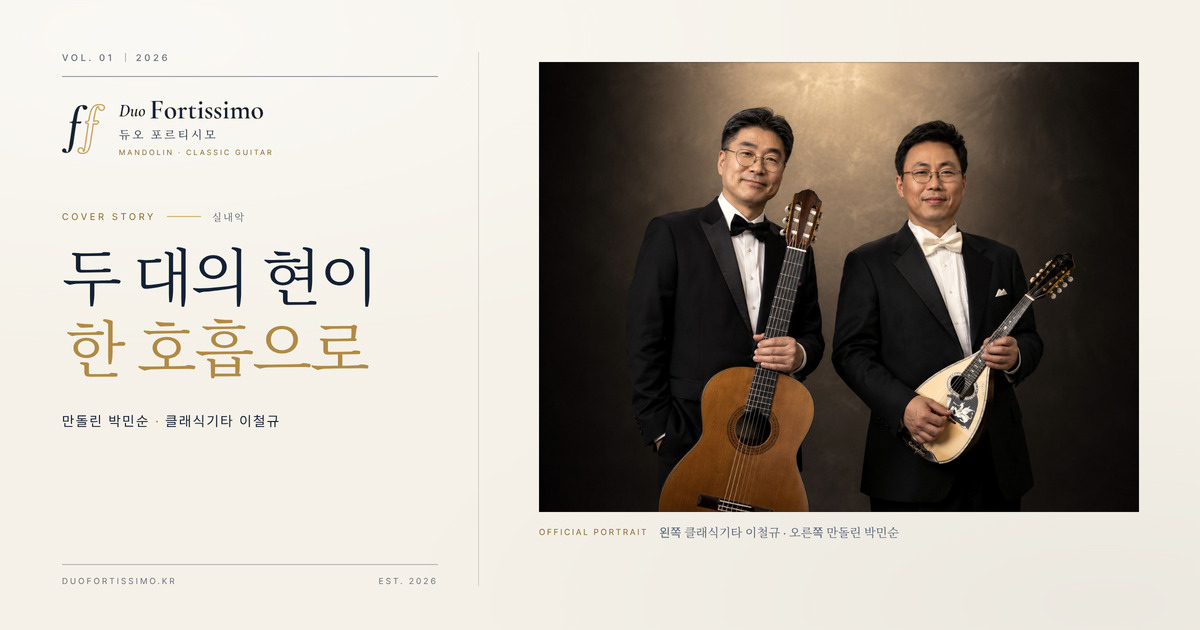 VOL. 01 | 2026
ff
Duo Fortissimo
듀오 포르티시모
MANDOLIN · CLASSIC GUITAR
COVER STORY — 실내악
두 대의 현이
한 호흡으로
만돌린 박민순 · 클래식기타 이철규
DUOFORTISSIMO.KR
EST. 2026
OFFICIAL PORTRAIT 왼쪽 클래식기타 이철규 · 오른쪽 만돌린 박민순